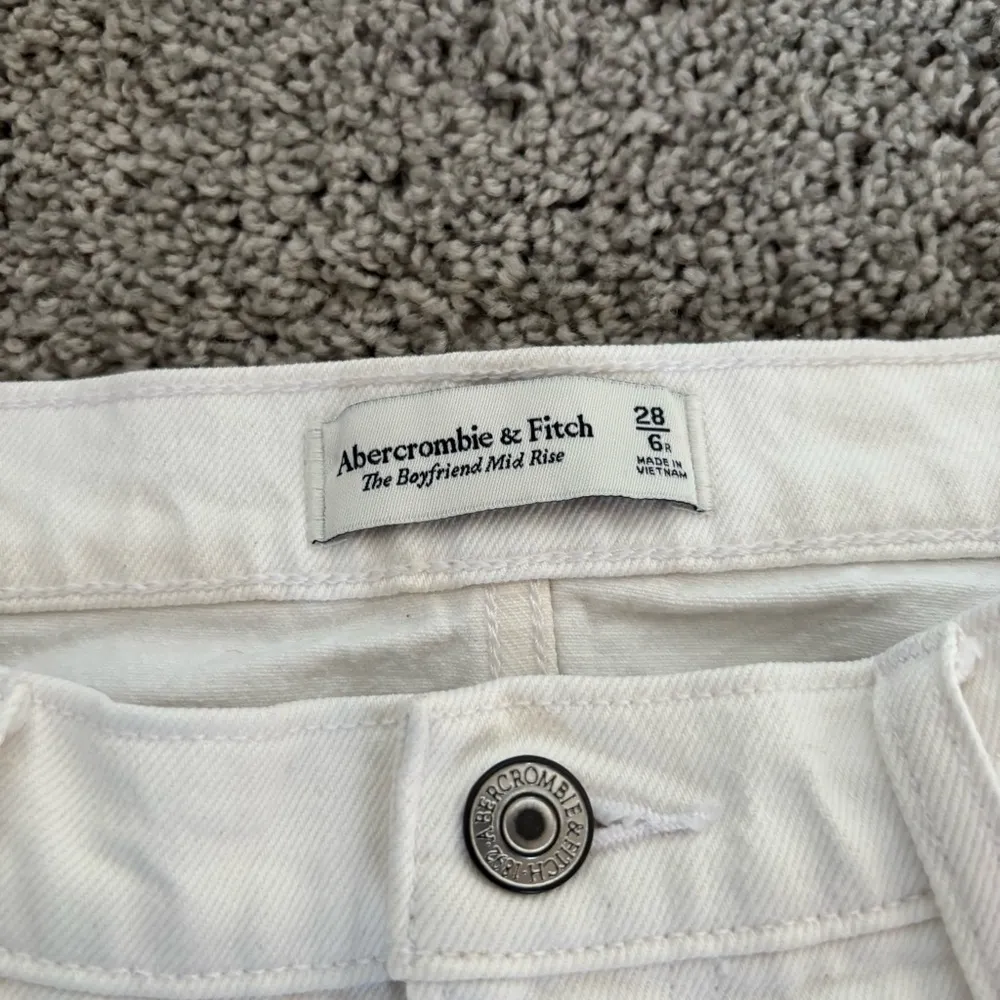 Abercrombie & Fitch
The Boyfriend Mid Rise
28
6R
MADE IN
VIETNAM
ABERCROMBIE & FITCH · 1892 ·